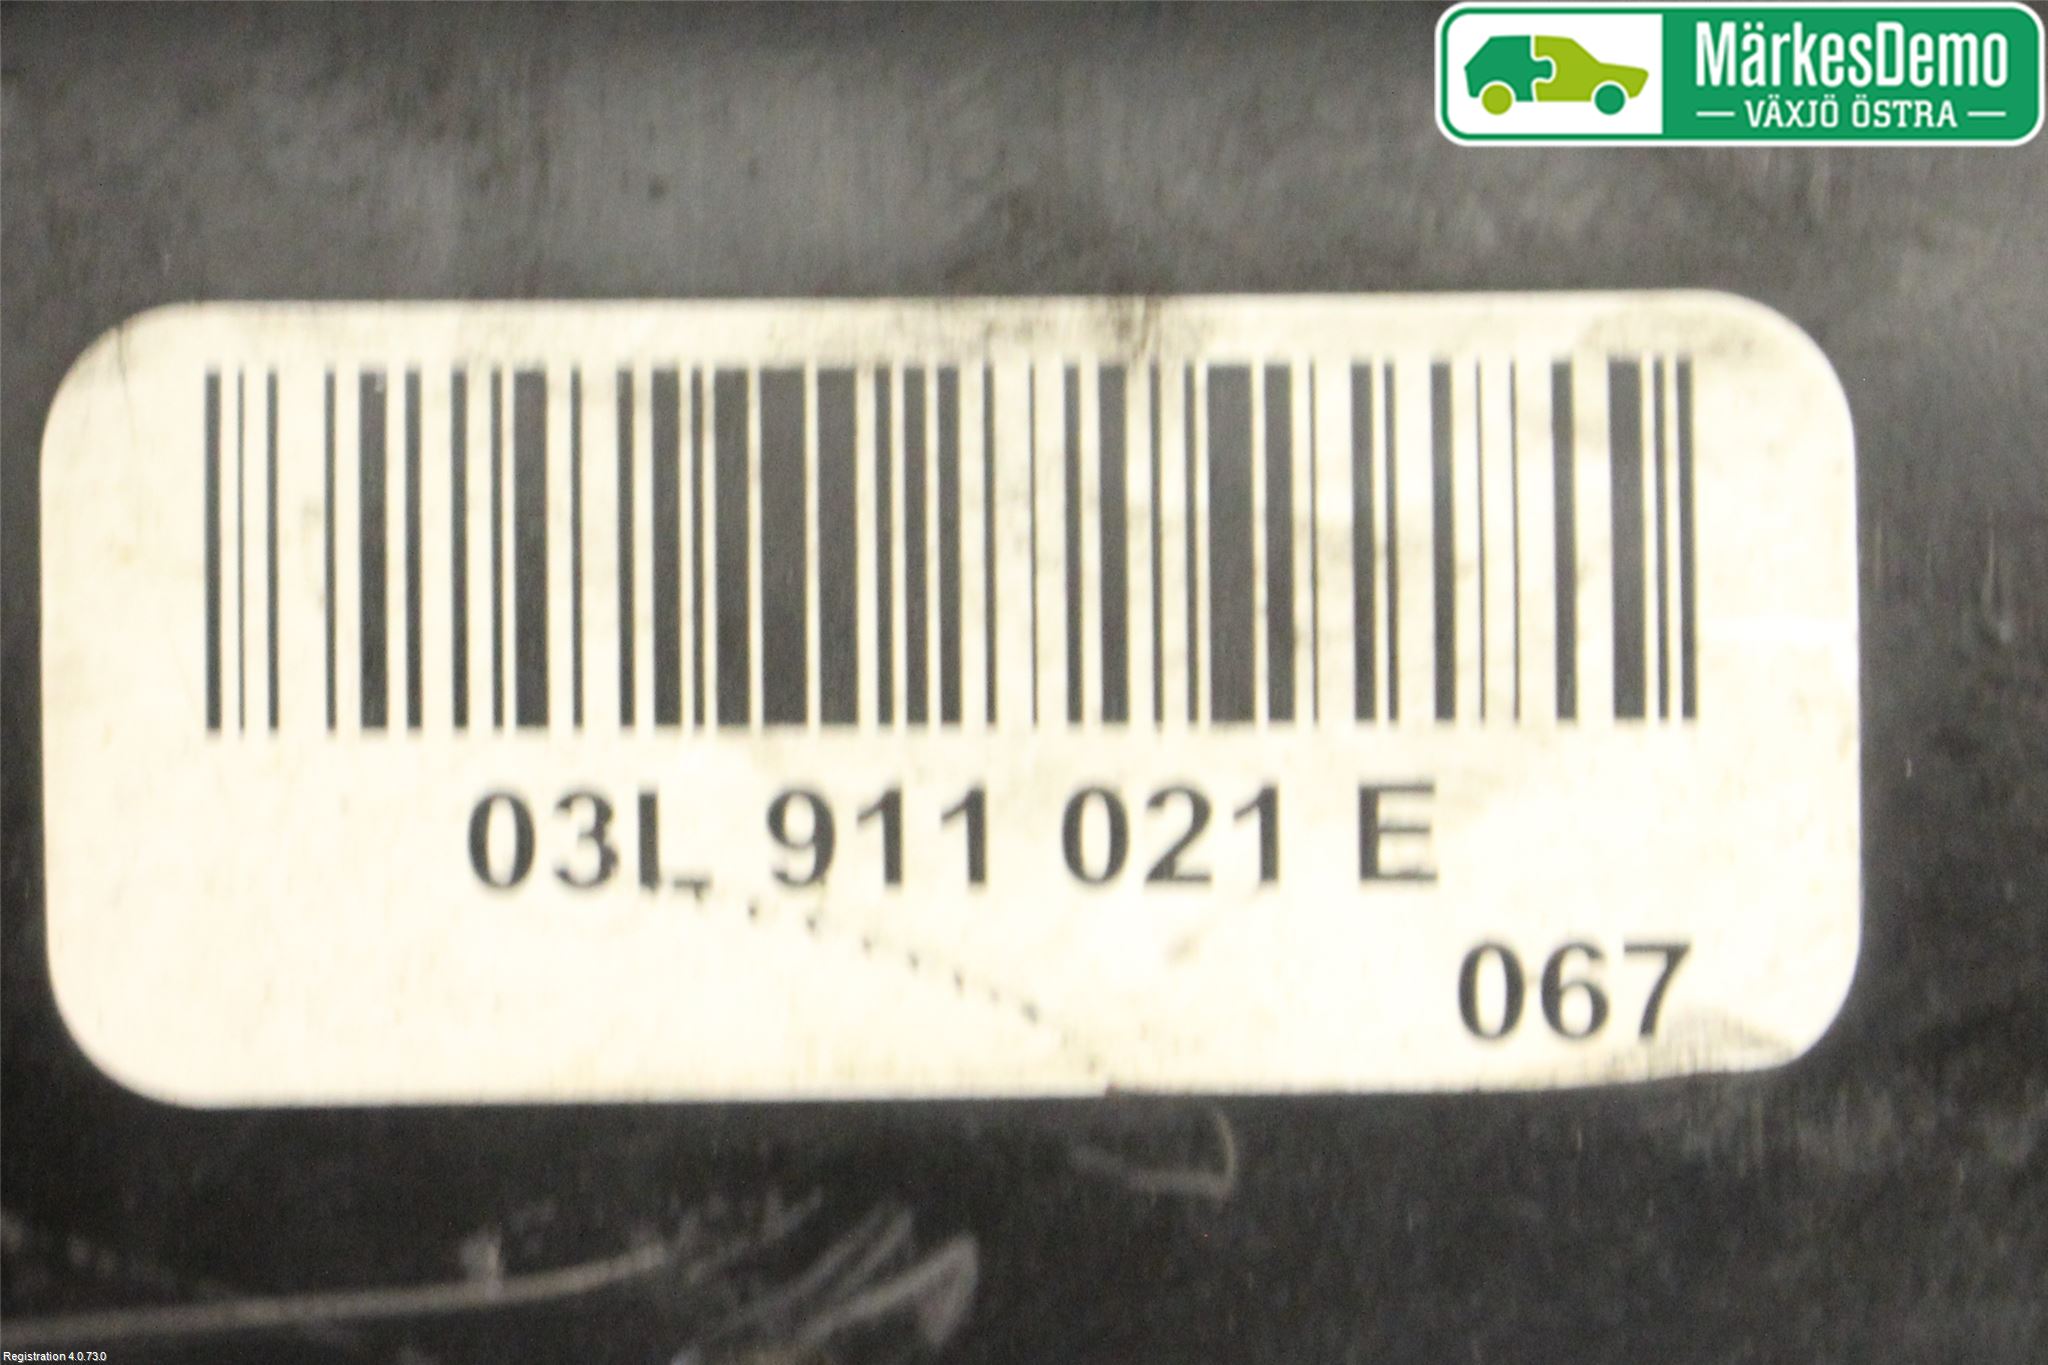 MärkesDemo
VÄXJÖ ÖSTRA
03L 911 021 E
067
Registration 4.0.73.0